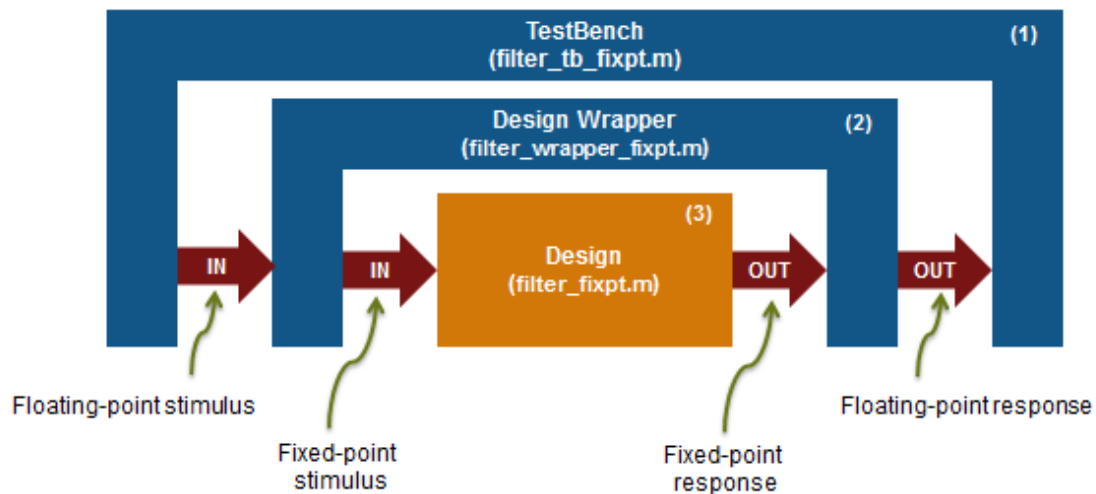 TestBench
(filter_tb_fixpt.m)
(1)
Design Wrapper
(filter_wrapper_fixpt.m)
(2)
(3)
Design
(filter_fixpt.m)
IN
IN
OUT
OUT
Floating-point stimulus
Fixed-point
stimulus
Fixed-point
response
Floating-point response